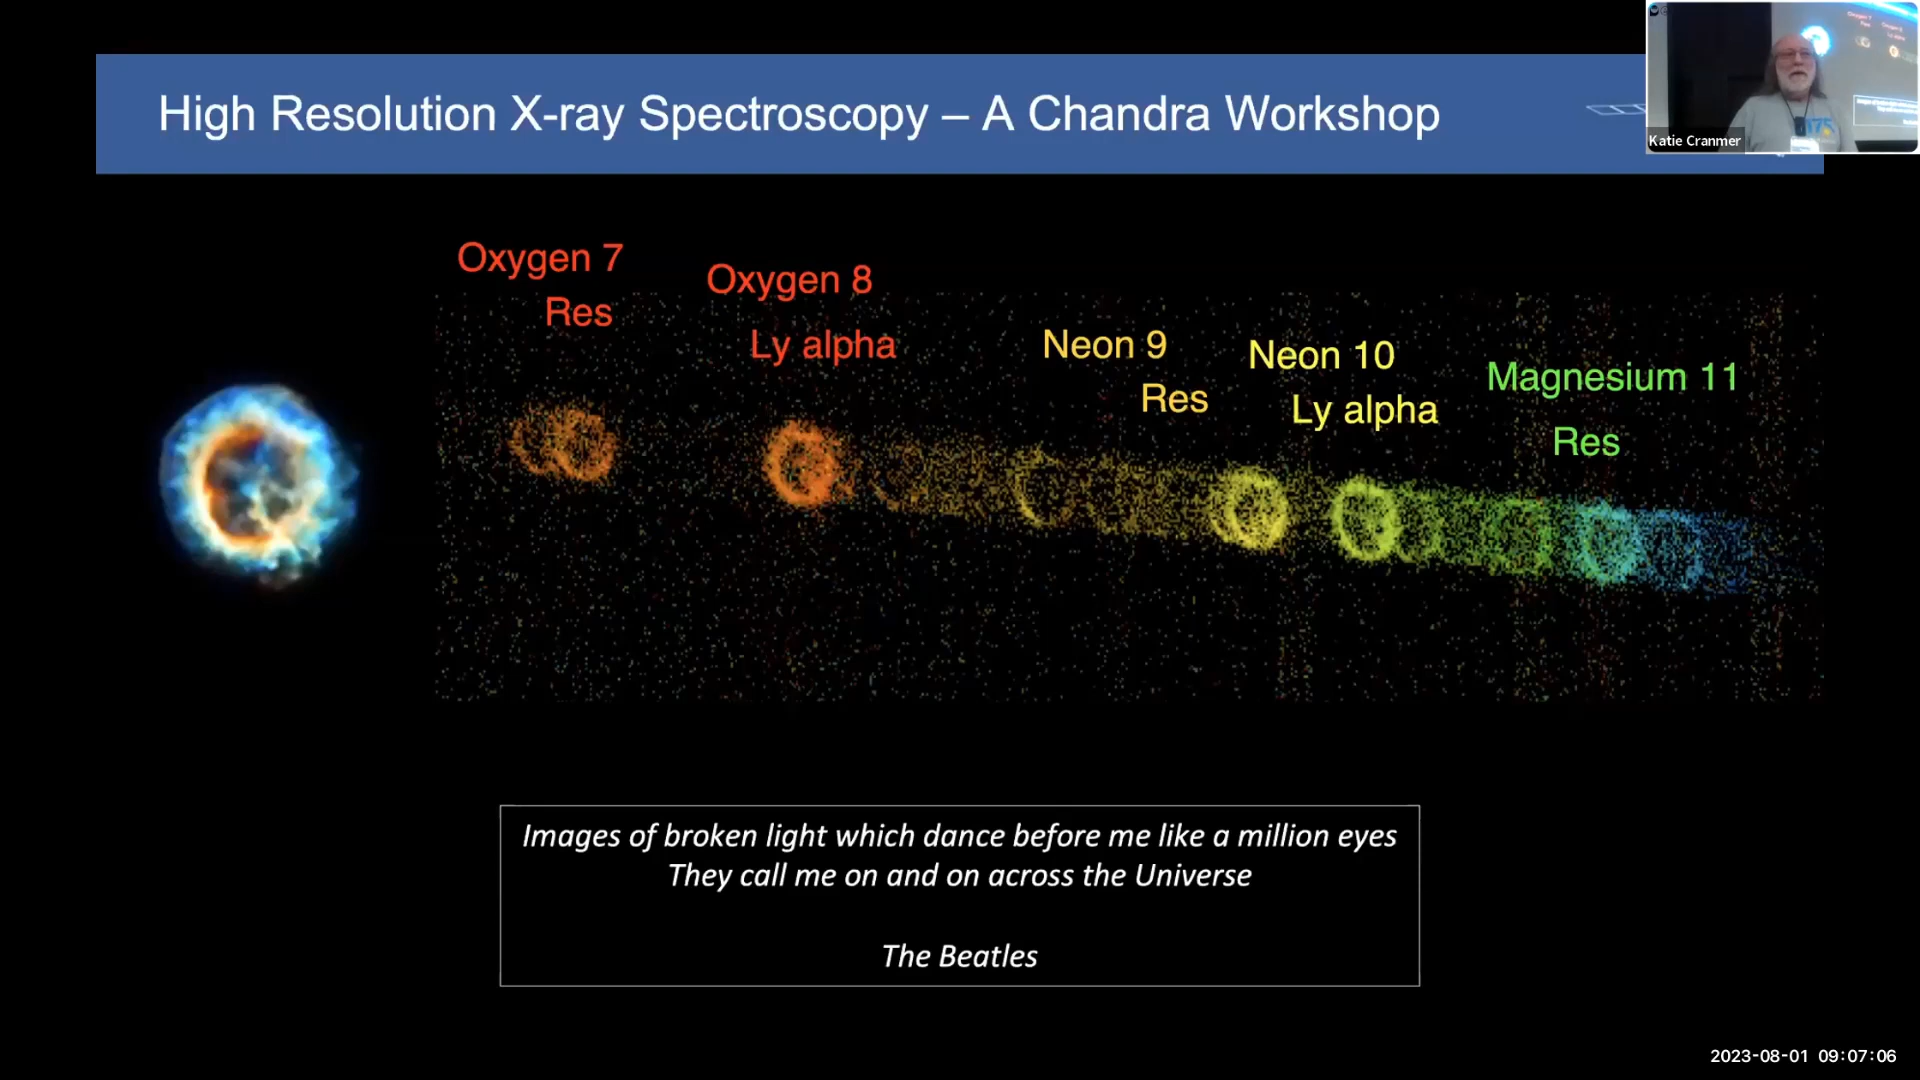 High Resolution X-ray Spectroscopy – A Chandra Workshop
Katie Cranmer
Oxygen 7
Res
Oxygen 8
Ly alpha
Neon 9
Res
Neon 10
Ly alpha
Magnesium 11
Res
Images of broken light which dance before me like a million eyes
They call me on and on across the Universe
The Beatles
2023-08-01 09:07:06